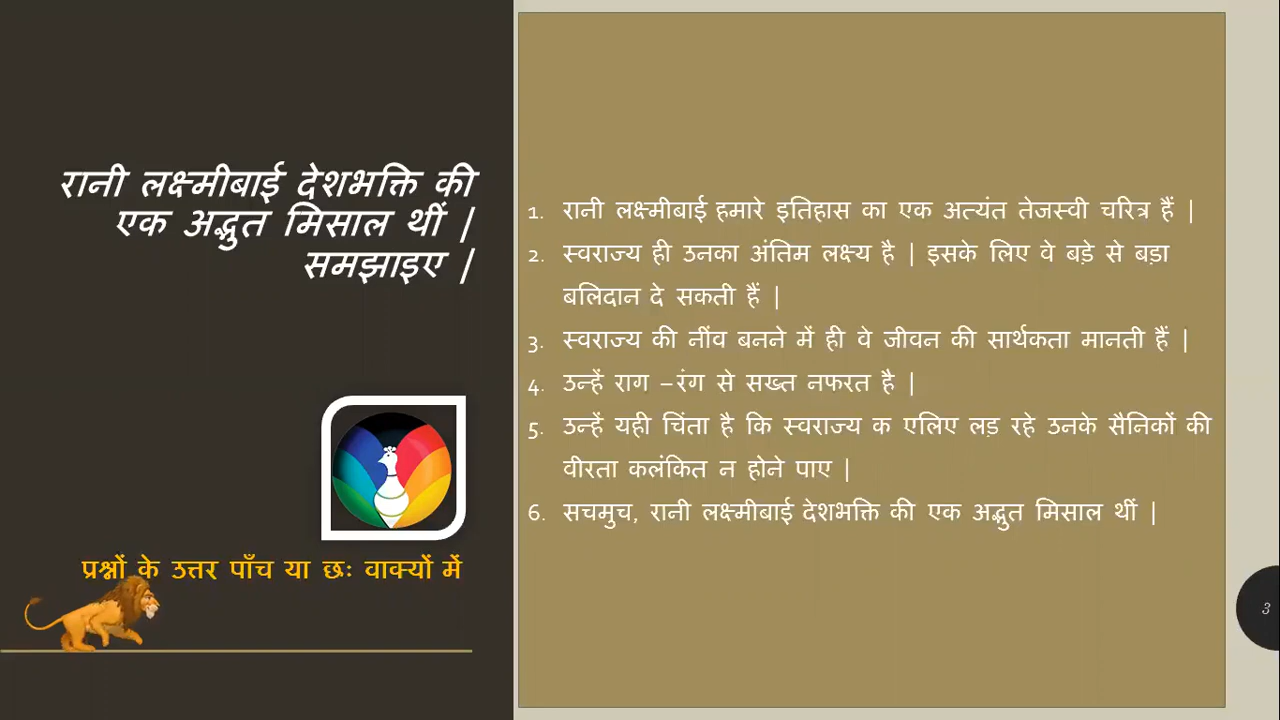 रानी लक्ष्मीबाई देशभक्ति की
एक अद्भुत मिसाल थीं |
समझाइए |
प्रश्नों के उत्तर पाँच या छः वाक्यों में
1. रानी लक्ष्मीबाई हमारे इतिहास का एक अत्यंत तेजस्वी चरित्र हैं |
2. स्वराज्य ही उनका अंतिम लक्ष्य है | इसके लिए वे बड़े से बड़ा
बलिदान दे सकती हैं |
3. स्वराज्य की नींव बनने में ही वे जीवन की सार्थकता मानती हैं |
4. उन्हें राग –रंग से सख्त नफरत है |
5. उन्हें यही चिंता है कि स्वराज्य क एलिए लड़ रहे उनके सैनिकों की
वीरता कलंकित न होने पाए |
6. सचमुच, रानी लक्ष्मीबाई देशभक्ति की एक अद्भुत मिसाल थीं |
3